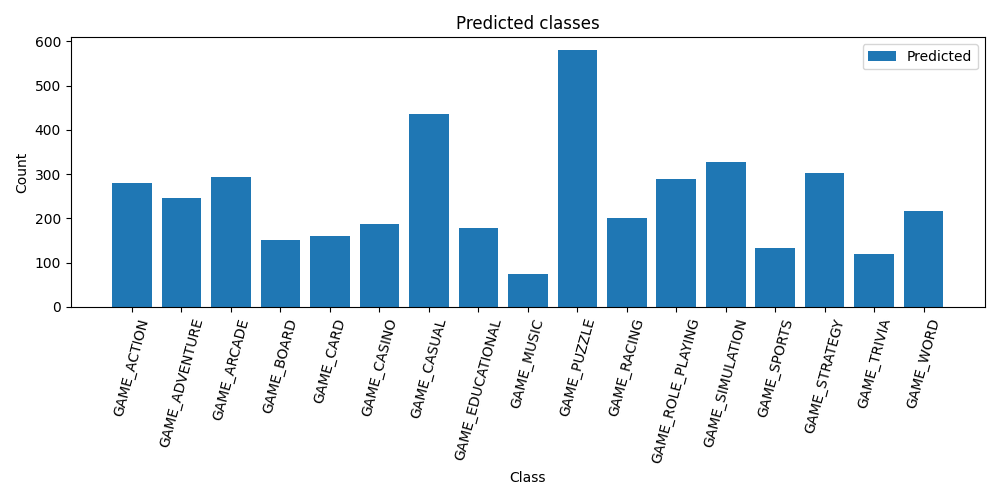 Predicted classes
Predicted
Count
600
500
400
300
200
100
0
GAME_ACTION
GAME_ADVENTURE
GAME_ARCADE
GAME_BOARD
GAME_CARD
GAME_CASINO
GAME_CASUAL
GAME_EDUCATIONAL
GAME_MUSIC
GAME_PUZZLE
GAME_RACING
GAME_ROLE_PLAYING
GAME_SIMULATION
GAME_SPORTS
GAME_STRATEGY
GAME_TRIVIA
GAME_WORD
Class